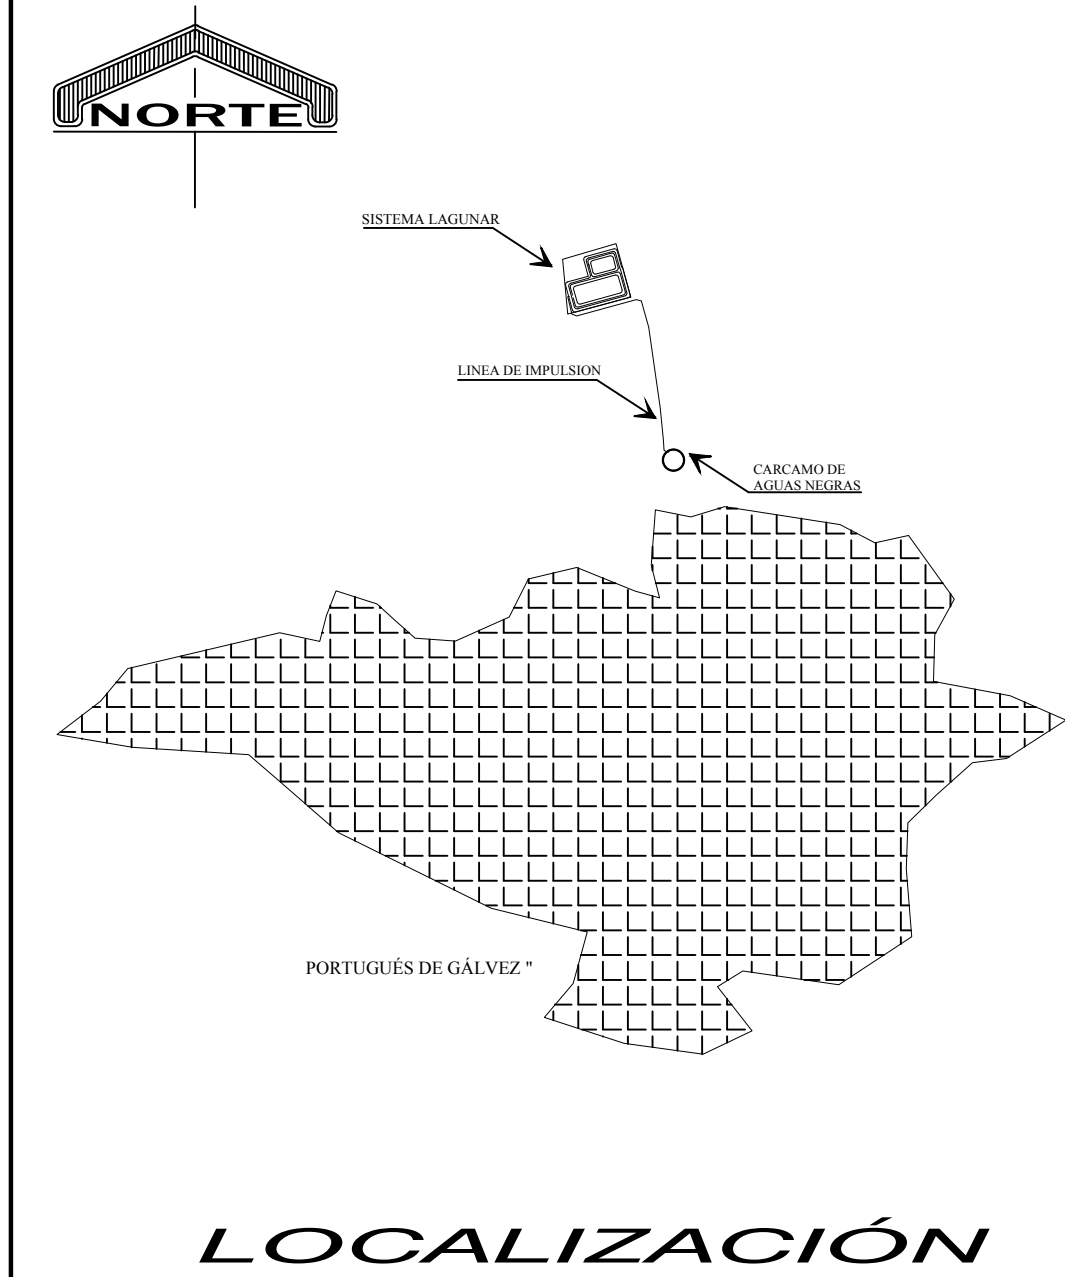 NORTE
SISTEMA LAGUNAR
LINEA DE IMPULSION
CARCAMO DE
AGUAS NEGRAS
PORTUGUÉS DE GÁLVEZ "
LOCALIZACIÓN